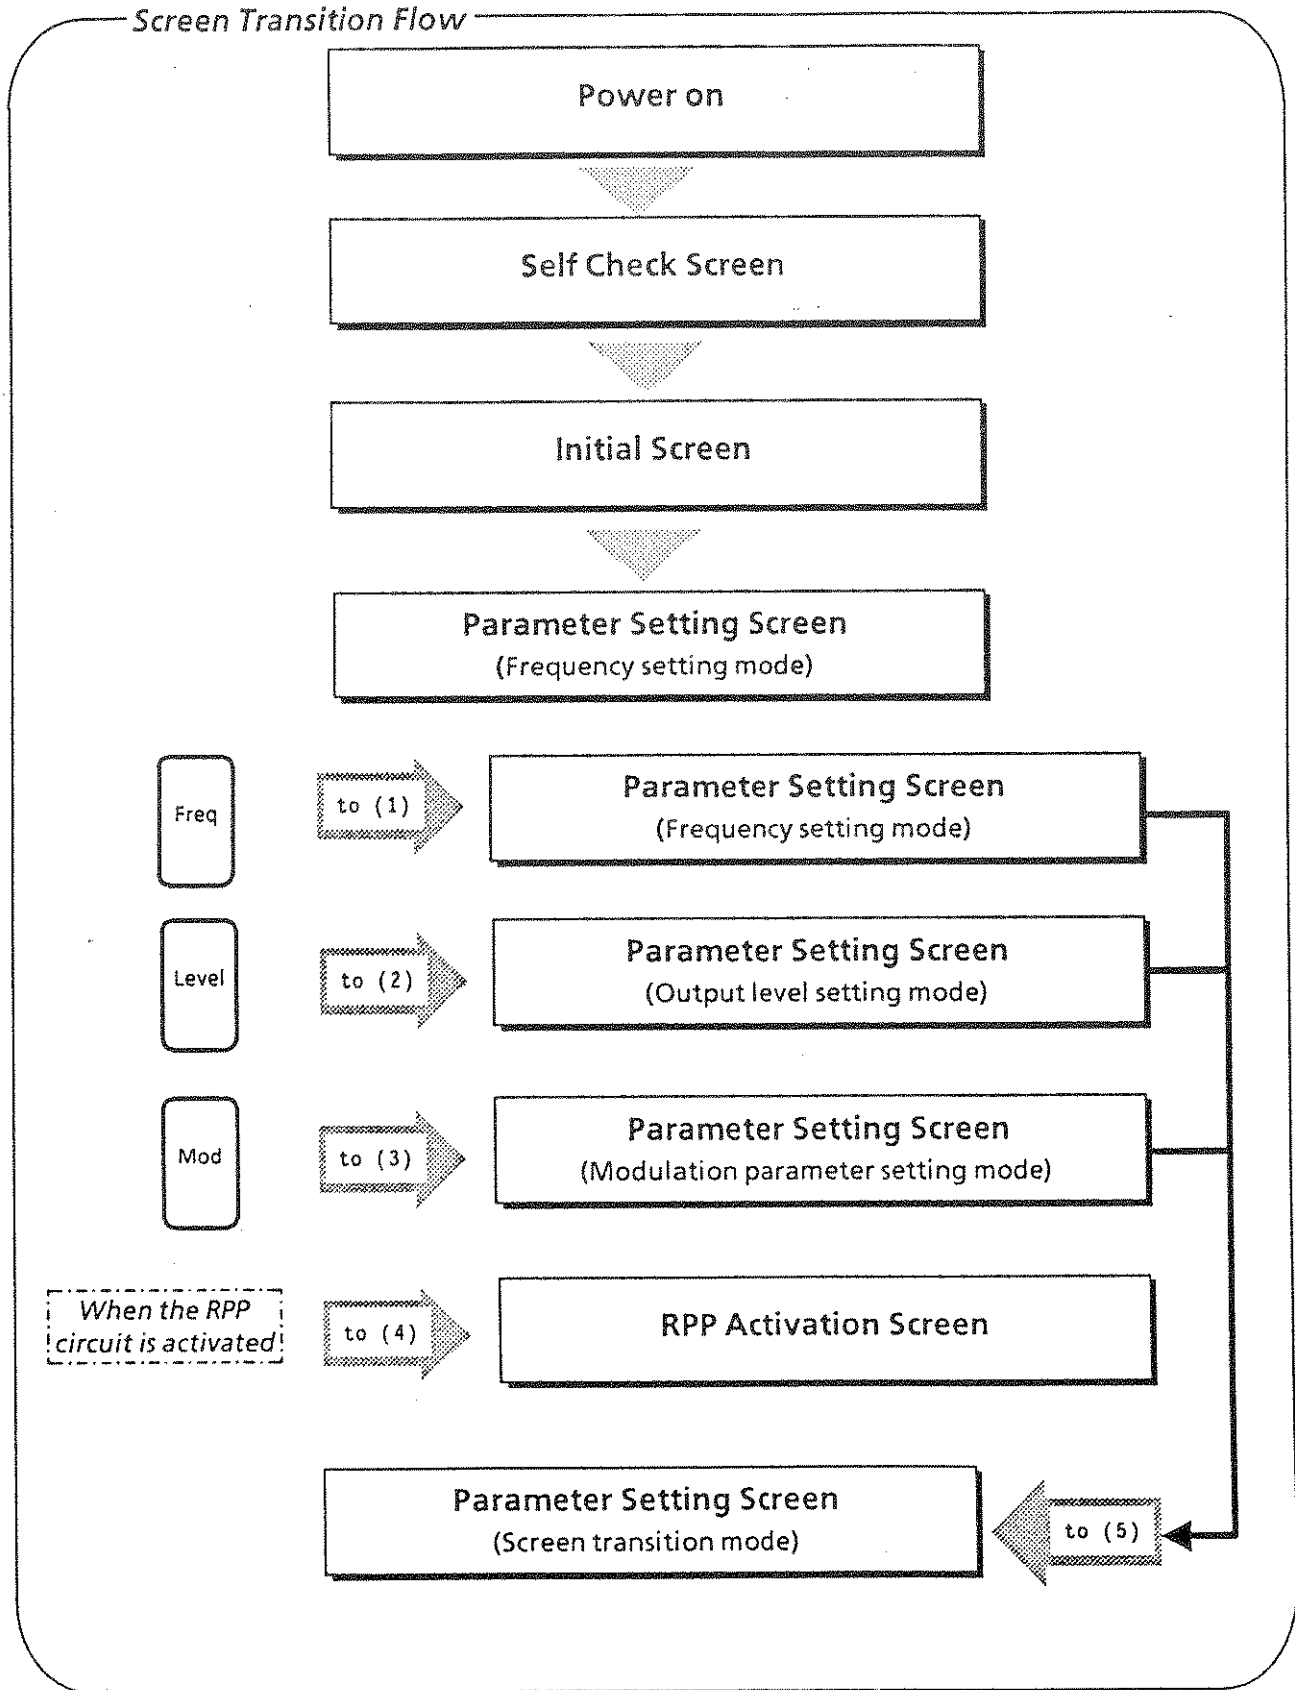 Screen Transition Flow
Power on
Self Check Screen
Initial Screen
Parameter Setting Screen
(Frequency setting mode)
Freq
to (1)
Parameter Setting Screen
(Frequency setting mode)
Level
to (2)
Parameter Setting Screen
(Output level setting mode)
Mod
to (3)
Parameter Setting Screen
(Modulation parameter setting mode)
When the RPP
circuit is activated
to (4)
RPP Activation Screen
Parameter Setting Screen
(Screen transition mode)
to (5)